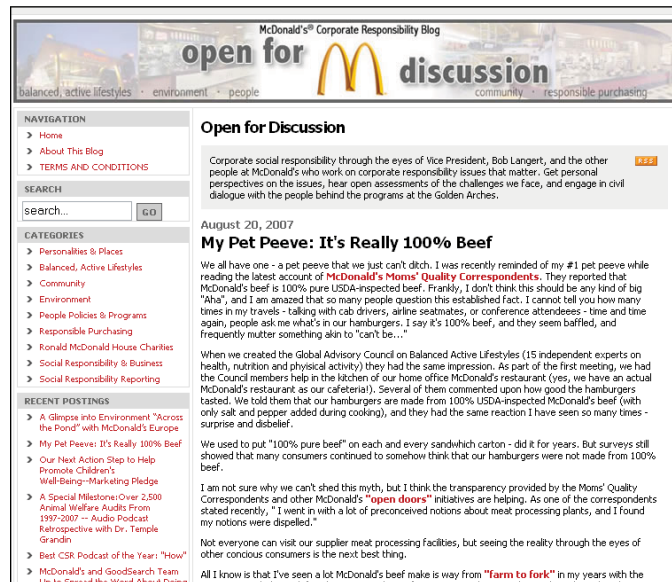 McDonald's® Corporate Responsibility Blog
open for discussion
balanced, active lifestyles · environment · people
community · responsible purchasing
NAVIGATION
Home
About This Blog
TERMS AND CONDITIONS
SEARCH
search...
GO
CATEGORIES
Personalities & Places
Balanced, Active Lifestyles
Community
Environment
People Policies & Programs
Responsible Purchasing
Ronald McDonald House Charities
Social Responsibility & Business
Social Responsibility Reporting
RECENT POSTINGS
A Glimpse into Environment "Across
the Pond" with McDonald's Europe
My Pet Peeve: It's Really 100% Beef
Our Next Action Step to Help
Promote Children's
Well-Being--Marketing Pledge
A Special Milestone:Over 2,500
Animal Welfare Audits From
1997-2007 -- Audio Podcast
Retrospective with Dr. Temple
Grandin
Best CSR Podcast of the Year: "How"
McDonald's and GoodSearch Team
Up to Spread the Word About Doing
Open for Discussion
Corporate social responsibility through the eyes of Vice President, Bob Langert, and the other
people at McDonald's who work on corporate responsibility issues that matter. Get personal
perspectives on the issues, hear open assessments of the challenges we face, and engage in civil
dialogue with the people behind the programs at the Golden Arches.
RSS
August 20, 2007
My Pet Peeve: It's Really 100% Beef
We all have one - a pet peeve that we just can't ditch. I was recently reminded of my #1 pet peeve while
reading the latest account of McDonald's Moms' Quality Correspondents. They reported that
McDonald's beef is 100% pure USDA-inspected beef. Frankly, I don't think this should be any kind of big
"Aha", and I am amazed that so many people question this established fact. I cannot tell you how many
times in my travels - talking with cab drivers, airline seatmates, or conference attendeees - time and time
again, people ask me what's in our hamburgers. I say it's 100% beef, and they seem baffled, and
frequently mutter something akin to "can't be..."
When we created the Global Advisory Council on Balanced Active Lifestyles (15 independent experts on
health, nutrition and phyisical activity) they had the same impression. As part of the first meeting, we had
the Council members help in the kitchen of our home office McDonald's restaurant (yes, we have an actual
McDonald's restaurant as our cafeteria!). Several of them commented upon how good the hamburgers
tasted. We told them that our hamburgers are made from 100% USDA-inspected McDonald's beef (with
only salt and pepper added during cooking), and they had the same reaction I have seen so many times -
surprise and disbelief.
We used to put "100% pure beef" on each and every sandwhich carton - did it for years. But surveys still
showed that many consumers continued to somehow think that our hamburgers were not made from 100%
beef.
I am not sure why we can't shed this myth, but I think the transparency provided by the Moms' Quality
Correspondents and other McDonald's "open doors" initiatives are helping. As one of the correspondents
stated recently, " I went in with a lot of preconceived notions about meat processing plants, and I found
my notions were dispelled."
Not everyone can visit our supplier meat processing facilities, but seeing the reality through the eyes of
other concious consumers is the next best thing.
All I know is that I've seen a lot McDonald's beef make is way from "farm to fork" in my years with the